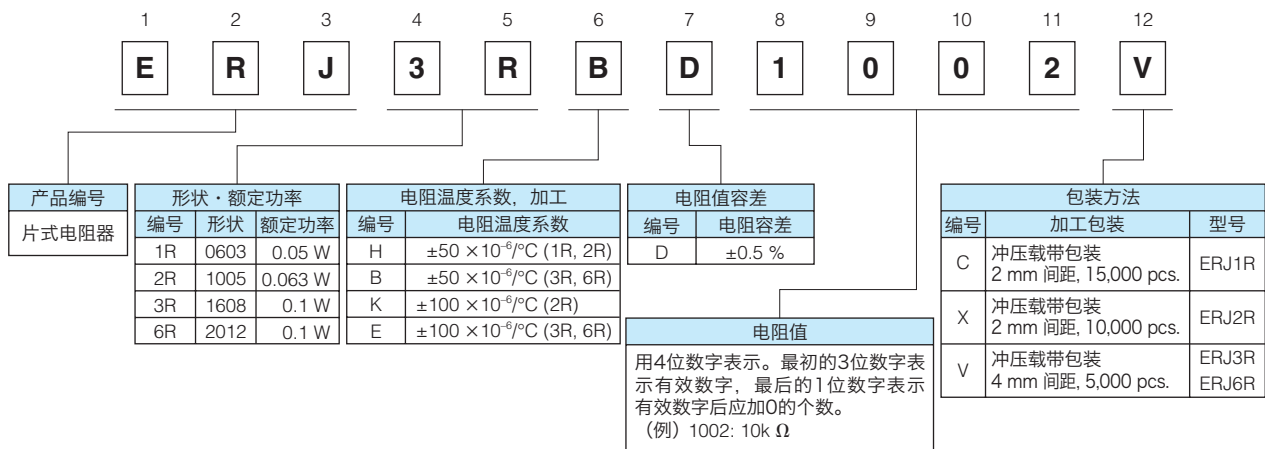 1 2 3 4 5 6 7 8 9 10 11 12
E R J 3 R B D 1 0 0 2 V
产品编号
片式电阻器
形状・额定功率
编号 形状 额定功率
1R 0603 0.05 W
2R 1005 0.063 W
3R 1608 0.1 W
6R 2012 0.1 W
电阻温度系数, 加工
编号 电阻温度系数
H ±50 ×10⁻⁶/°C (1R, 2R)
B ±50 ×10⁻⁶/°C (3R, 6R)
K ±100 ×10⁻⁶/°C (2R)
E ±100 ×10⁻⁶/°C (3R, 6R)
电阻值容差
编号 电阻容差
D ±0.5 %
电阻值
用4位数字表示。最初的3位数字表
示有效数字，最后的1位数字表示
有效数字后应加0的个数。
（例）1002: 10k Ω
包装方法
编号 加工包装 型号
C 冲压载带包装
2 mm 间距, 15,000 pcs. ERJ1R
X 冲压载带包装
2 mm 间距, 10,000 pcs. ERJ2R
V 冲压载带包装 ERJ3R
4 mm 间距, 5,000 pcs. ERJ6R